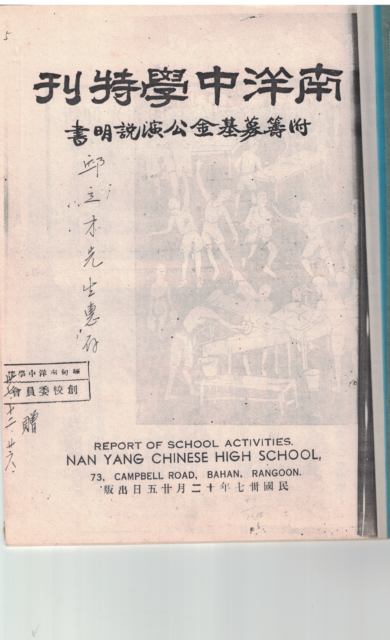 南洋中學特刊
附籌募基金公演說明書
邱立木先生惠存
緬甸南洋中學
創校委員會
贈
REPORT OF SCHOOL ACTIVITIES.
NAN YANG CHINESE HIGH SCHOOL,
73, CAMPBELL ROAD, BAHAN, RANGOON.
民國卅七年十二月廿五日出版